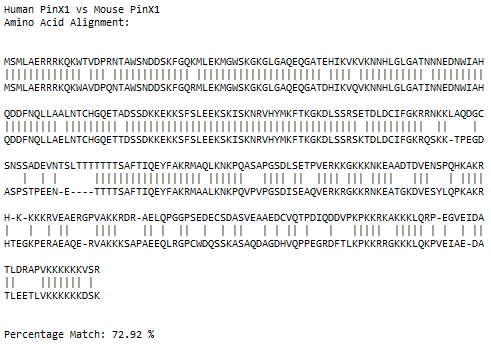 Human PinX1 vs Mouse PinX1
Amino Acid Alignment:
MSMLAERRRKQKWTVDPRNTAWSNDDSKFGQKMLEKMGWSKGKGLGAQEQGATEHIKVKVKNNHLGLGATNNNEDNWIAH
MSMLAERRRKQKWAVDPQNTAWSNDDSKFGQRMLEKMGWSKGKGLGAQEQGATDHIKVQVKNNHLGLGATINNEDNWIAH
QDDFNQLLAALNTCHGQETADSSDKKEKKSFSLEEKSKISKNRVHYMKFTKGKDLSSRSETDLDCIFGKRRNKKLAQDGC
QDDFNQLLAELNTCHGQETTDSSDKKEKKSFSLEEKSKISKNRVHYMKFTKGKDLSSRSKTDLDCIFGKRQSKK-TPEGD
SNSSADEVNTSLTTTTTTTSAFTIQEYFAKRMAQLKNKPQASAPGSDLSETPVERKKGKKKNKEAADTDVENSPQHKAKR
ASPSTPEEN-E----TTTTSAFTIQEYFAKRMAALKNKPQVPVPGSDISEAQVERKRGKKRNKEATGKDVESYLQPKAKR
H-K-KKKRVEAERGPVAKKRDR-AELQPGGPSEDECSDASVEAAEDCVQTPDIQDDVPKPKKRKAKKKLQRP-EGVEIDA
HTEGKPERAEAQE-RVAKKKSAPAEEQLRGPCWDQSSKASAQDAGDHVQPPEGRDFTLKPKKRRGKKKLQKPVEIAE-DA
TLDRAPVKKKKKKVSR
TLEETLVKKKKKKDSK
Percentage Match: 72.92 %